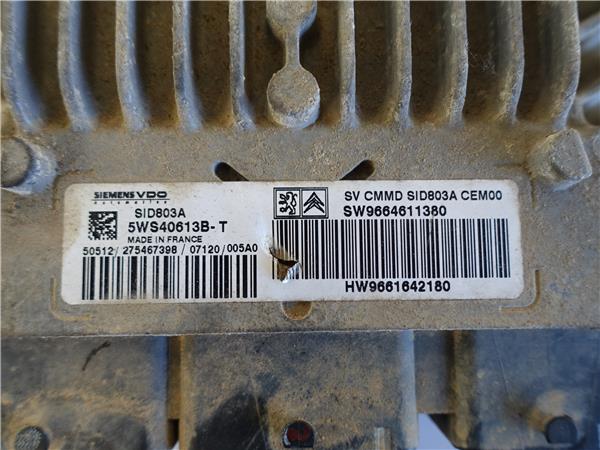 SIEMENS VDO
automotive
SID803A
5WS40613B-T
MADE IN FRANCE
50512/275467398/07120/005A0
SV CMMD SID803A CEM00
SW9664611380
HW9661642180